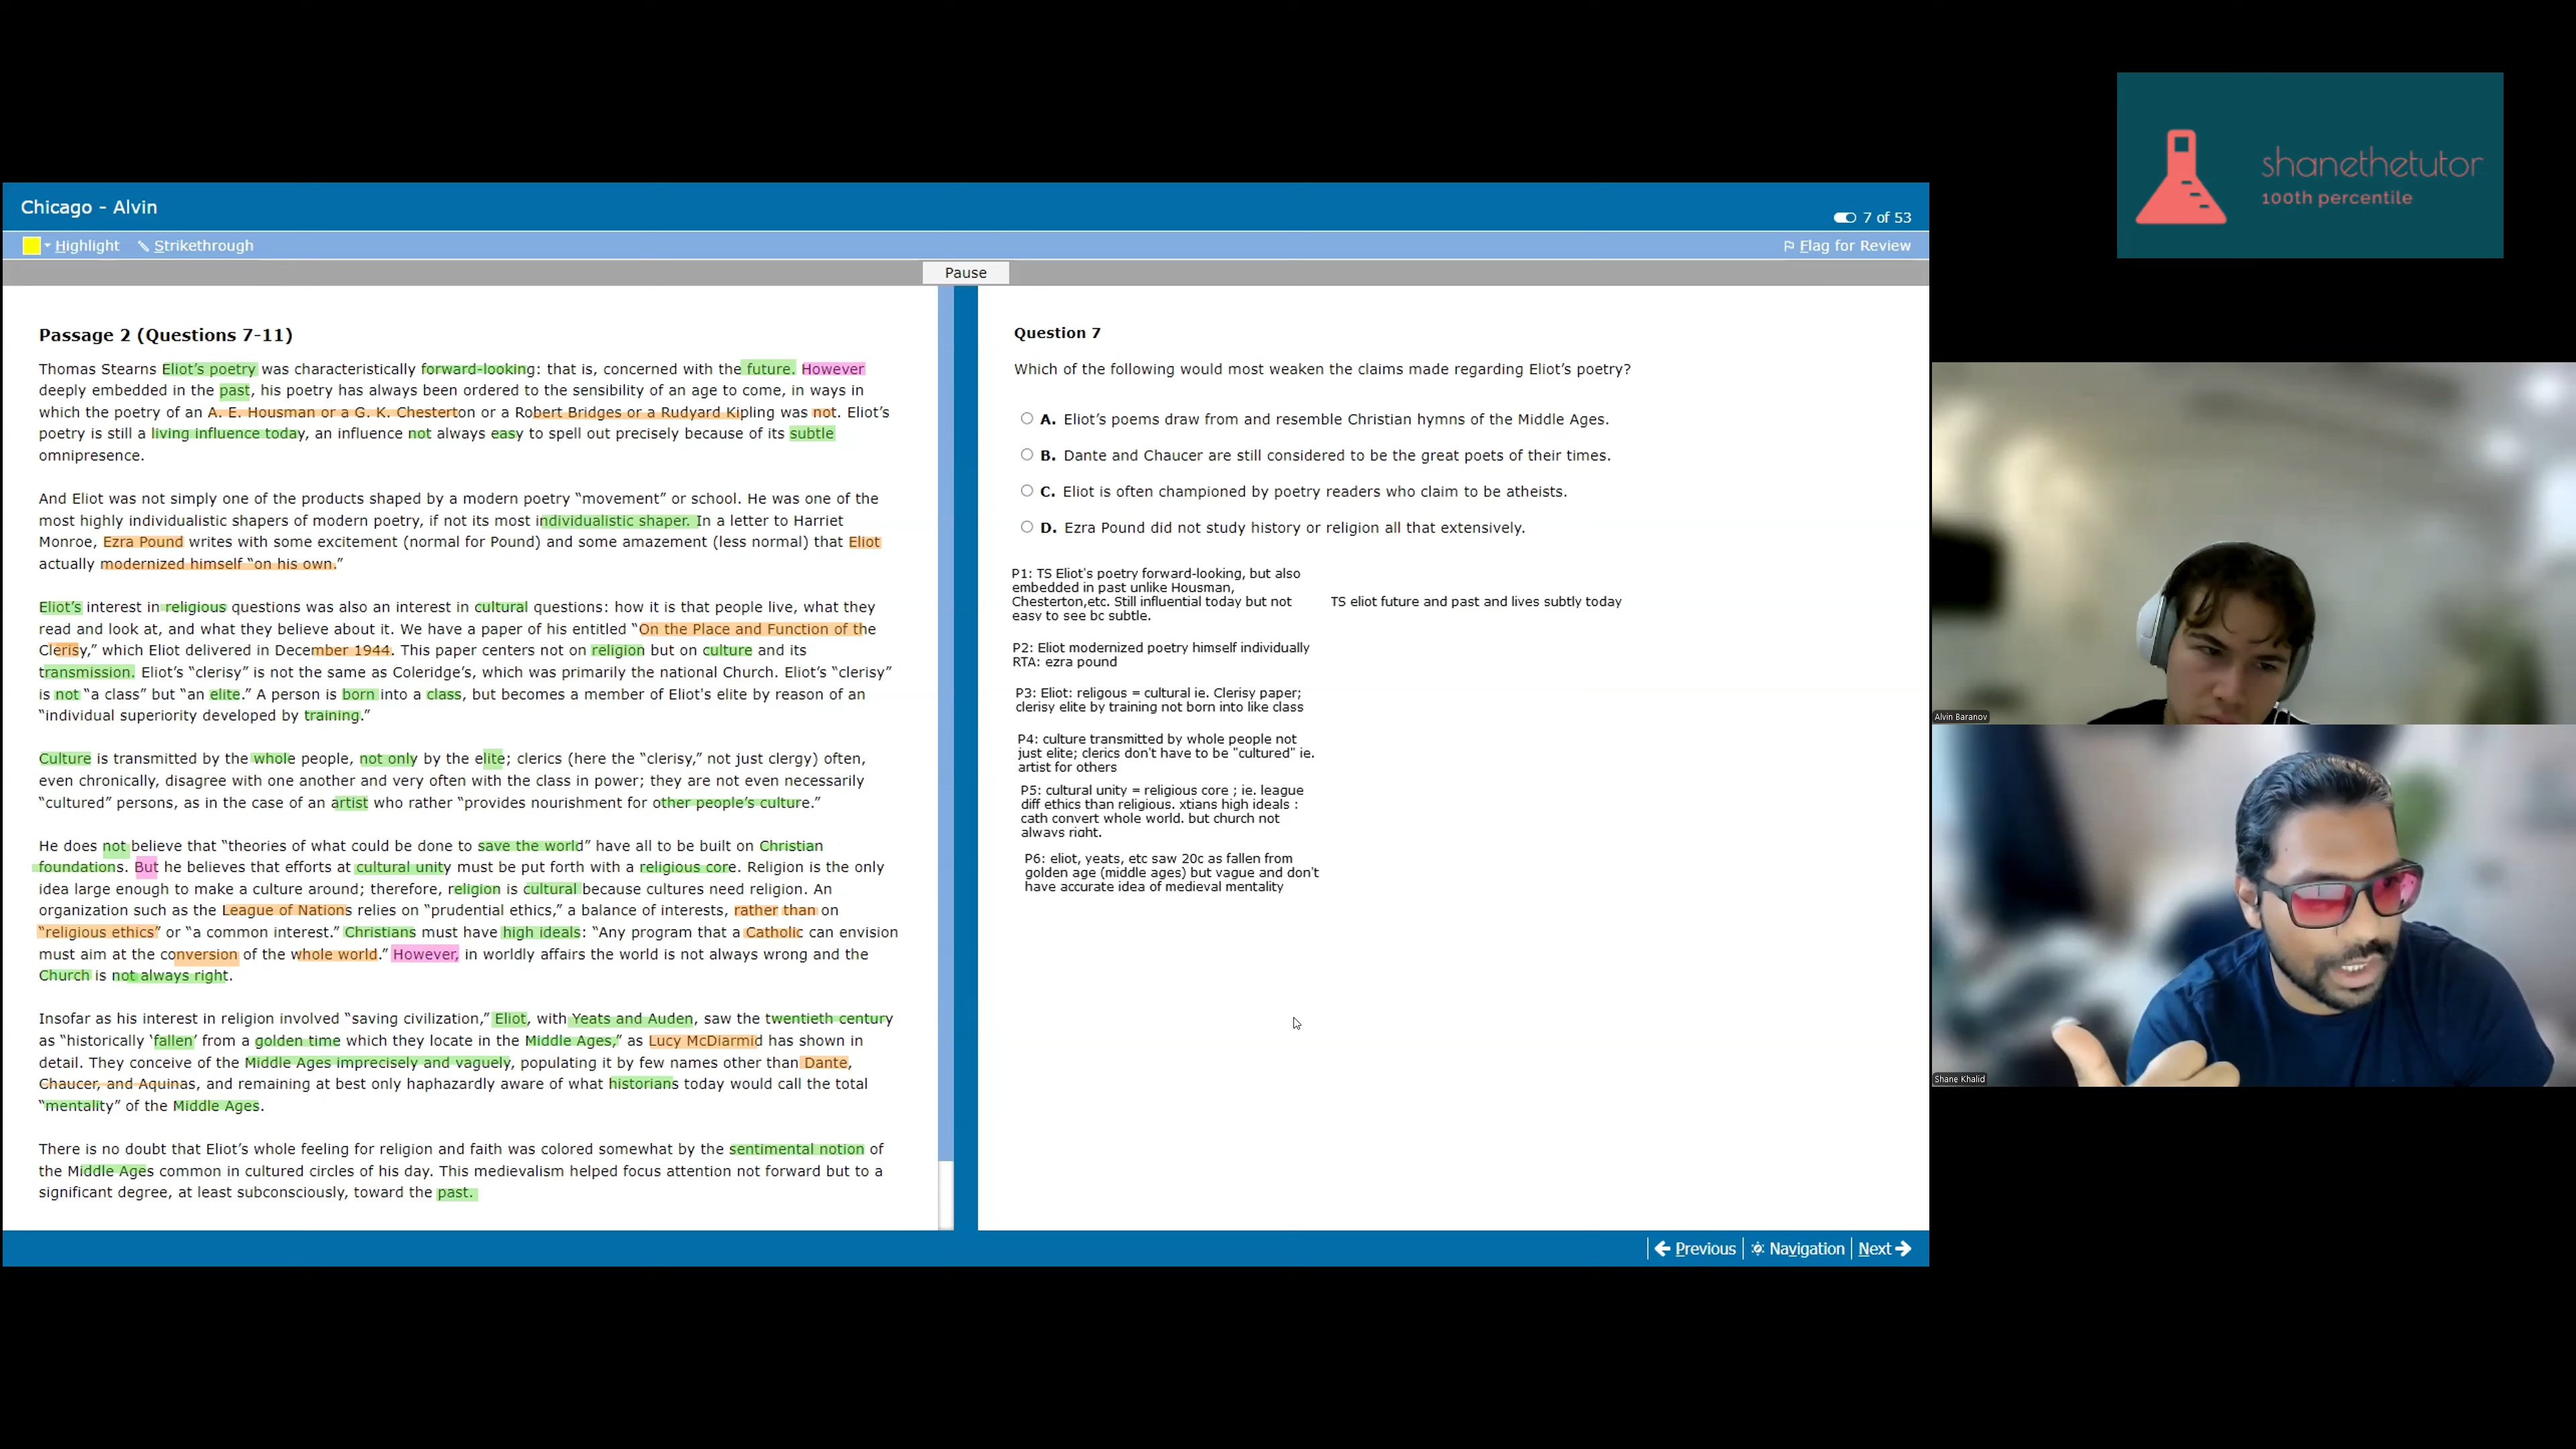 shanethetutor
100th percentile
Chicago - Alvin
7 of 53
Highlight
Strikethrough
Flag for Review
Pause
Passage 2 (Questions 7-11)
Thomas Stearns Eliot's poetry was characteristically forward-looking: that is, concerned with the future. However
deeply embedded in the past, his poetry has always been ordered to the sensibility of an age to come, in ways in
which the poetry of an A. E. Housman or a G. K. Chesterton or a Robert Bridges or a Rudyard Kipling was not. Eliot's
poetry is still a living influence today, an influence not always easy to spell out precisely because of its subtle
omnipresence.
And Eliot was not simply one of the products shaped by a modern poetry “movement” or school. He was one of the
most highly individualistic shapers of modern poetry, if not its most individualistic shaper. In a letter to Harriet
Monroe, Ezra Pound writes with some excitement (normal for Pound) and some amazement (less normal) that Eliot
actually modernized himself “on his own.”
Eliot's interest in religious questions was also an interest in cultural questions: how it is that people live, what they
read and look at, and what they believe about it. We have a paper of his entitled “On the Place and Function of the
Clerisy,” which Eliot delivered in December 1944. This paper centers not on religion but on culture and its
transmission. Eliot's “clerisy” is not the same as Coleridge's, which was primarily the national Church. Eliot's “clerisy”
is not “a class” but “an elite.” A person is born into a class, but becomes a member of Eliot's elite by reason of an
“individual superiority developed by training.”
Culture is transmitted by the whole people, not only by the elite; clerics (here the “clerisy,” not just clergy) often,
even chronically, disagree with one another and very often with the class in power; they are not even necessarily
“cultured” persons, as in the case of an artist who rather “provides nourishment for other people's culture.”
He does not believe that “theories of what could be done to save the world” have all to be built on Christian
foundations. But he believes that efforts at cultural unity must be put forth with a religious core. Religion is the only
idea large enough to make a culture around; therefore, religion is cultural because cultures need religion. An
organization such as the League of Nations relies on “prudential ethics,” a balance of interests, rather than on
“religious ethics” or “a common interest.” Christians must have high ideals: “Any program that a Catholic can envision
must aim at the conversion of the whole world.” However, in worldly affairs the world is not always wrong and the
Church is not always right.
Insofar as his interest in religion involved “saving civilization,” Eliot, with Yeats and Auden, saw the twentieth century
as “historically ‘fallen’ from a golden time which they locate in the Middle Ages,” as Lucy McDiarmid has shown in
detail. They conceive of the Middle Ages imprecisely and vaguely, populating it by few names other than Dante,
Chaucer, and Aquinas, and remaining at best only haphazardly aware of what historians today would call the total
“mentality” of the Middle Ages.
There is no doubt that Eliot's whole feeling for religion and faith was colored somewhat by the sentimental notion of
the Middle Ages common in cultured circles of his day. This medievalism helped focus attention not forward but to a
significant degree, at least subconsciously, toward the past.
Question 7
Which of the following would most weaken the claims made regarding Eliot's poetry?
A. Eliot's poems draw from and resemble Christian hymns of the Middle Ages.
B. Dante and Chaucer are still considered to be the great poets of their times.
C. Eliot is often championed by poetry readers who claim to be atheists.
D. Ezra Pound did not study history or religion all that extensively.
P1: TS Eliot's poetry forward-looking, but also
embedded in past unlike Housman,
Chesterton,etc. Still influential today but not
easy to see bc subtle.
TS eliot future and past and lives subtly today
P2: Eliot modernized poetry himself individually
RTA: ezra pound
P3: Eliot: religous = cultural ie. Clerisy paper;
clerisy elite by training not born into like class
P4: culture transmitted by whole people not
just elite; clerics don't have to be "cultured" ie.
artist for others
P5: cultural unity = religious core ; ie. league
diff ethics than religious. xtians high ideals :
cath convert whole world. but church not
always right.
P6: eliot, yeats, etc saw 20c as fallen from
golden age (middle ages) but vague and don't
have accurate idea of medieval mentality
Previous
Navigation
Next
Alvin Baranov
Shane Khalid